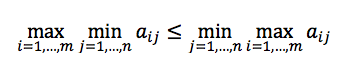 max_{i=1,…,m} min_{j=1,…,n} a_{ij} ≤ min_{j=1,…,n} max_{i=1,…,m} a_{ij}